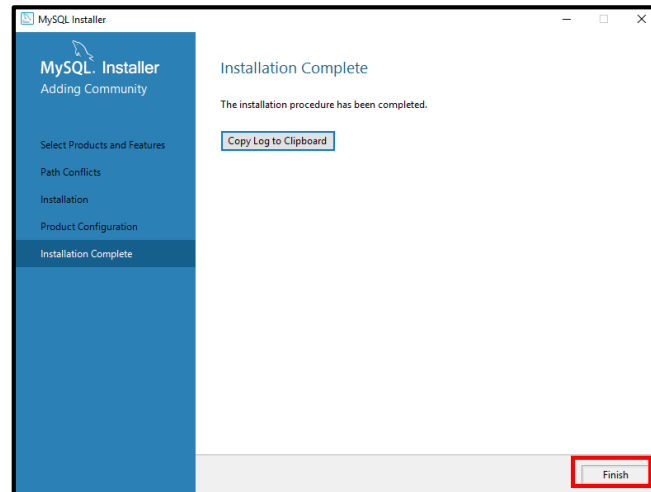 MySQL Installer
MySQL. Installer
Adding Community
Select Products and Features
Path Conflicts
Installation
Product Configuration
Installation Complete
Installation Complete
The installation procedure has been completed.
Copy Log to Clipboard
Finish